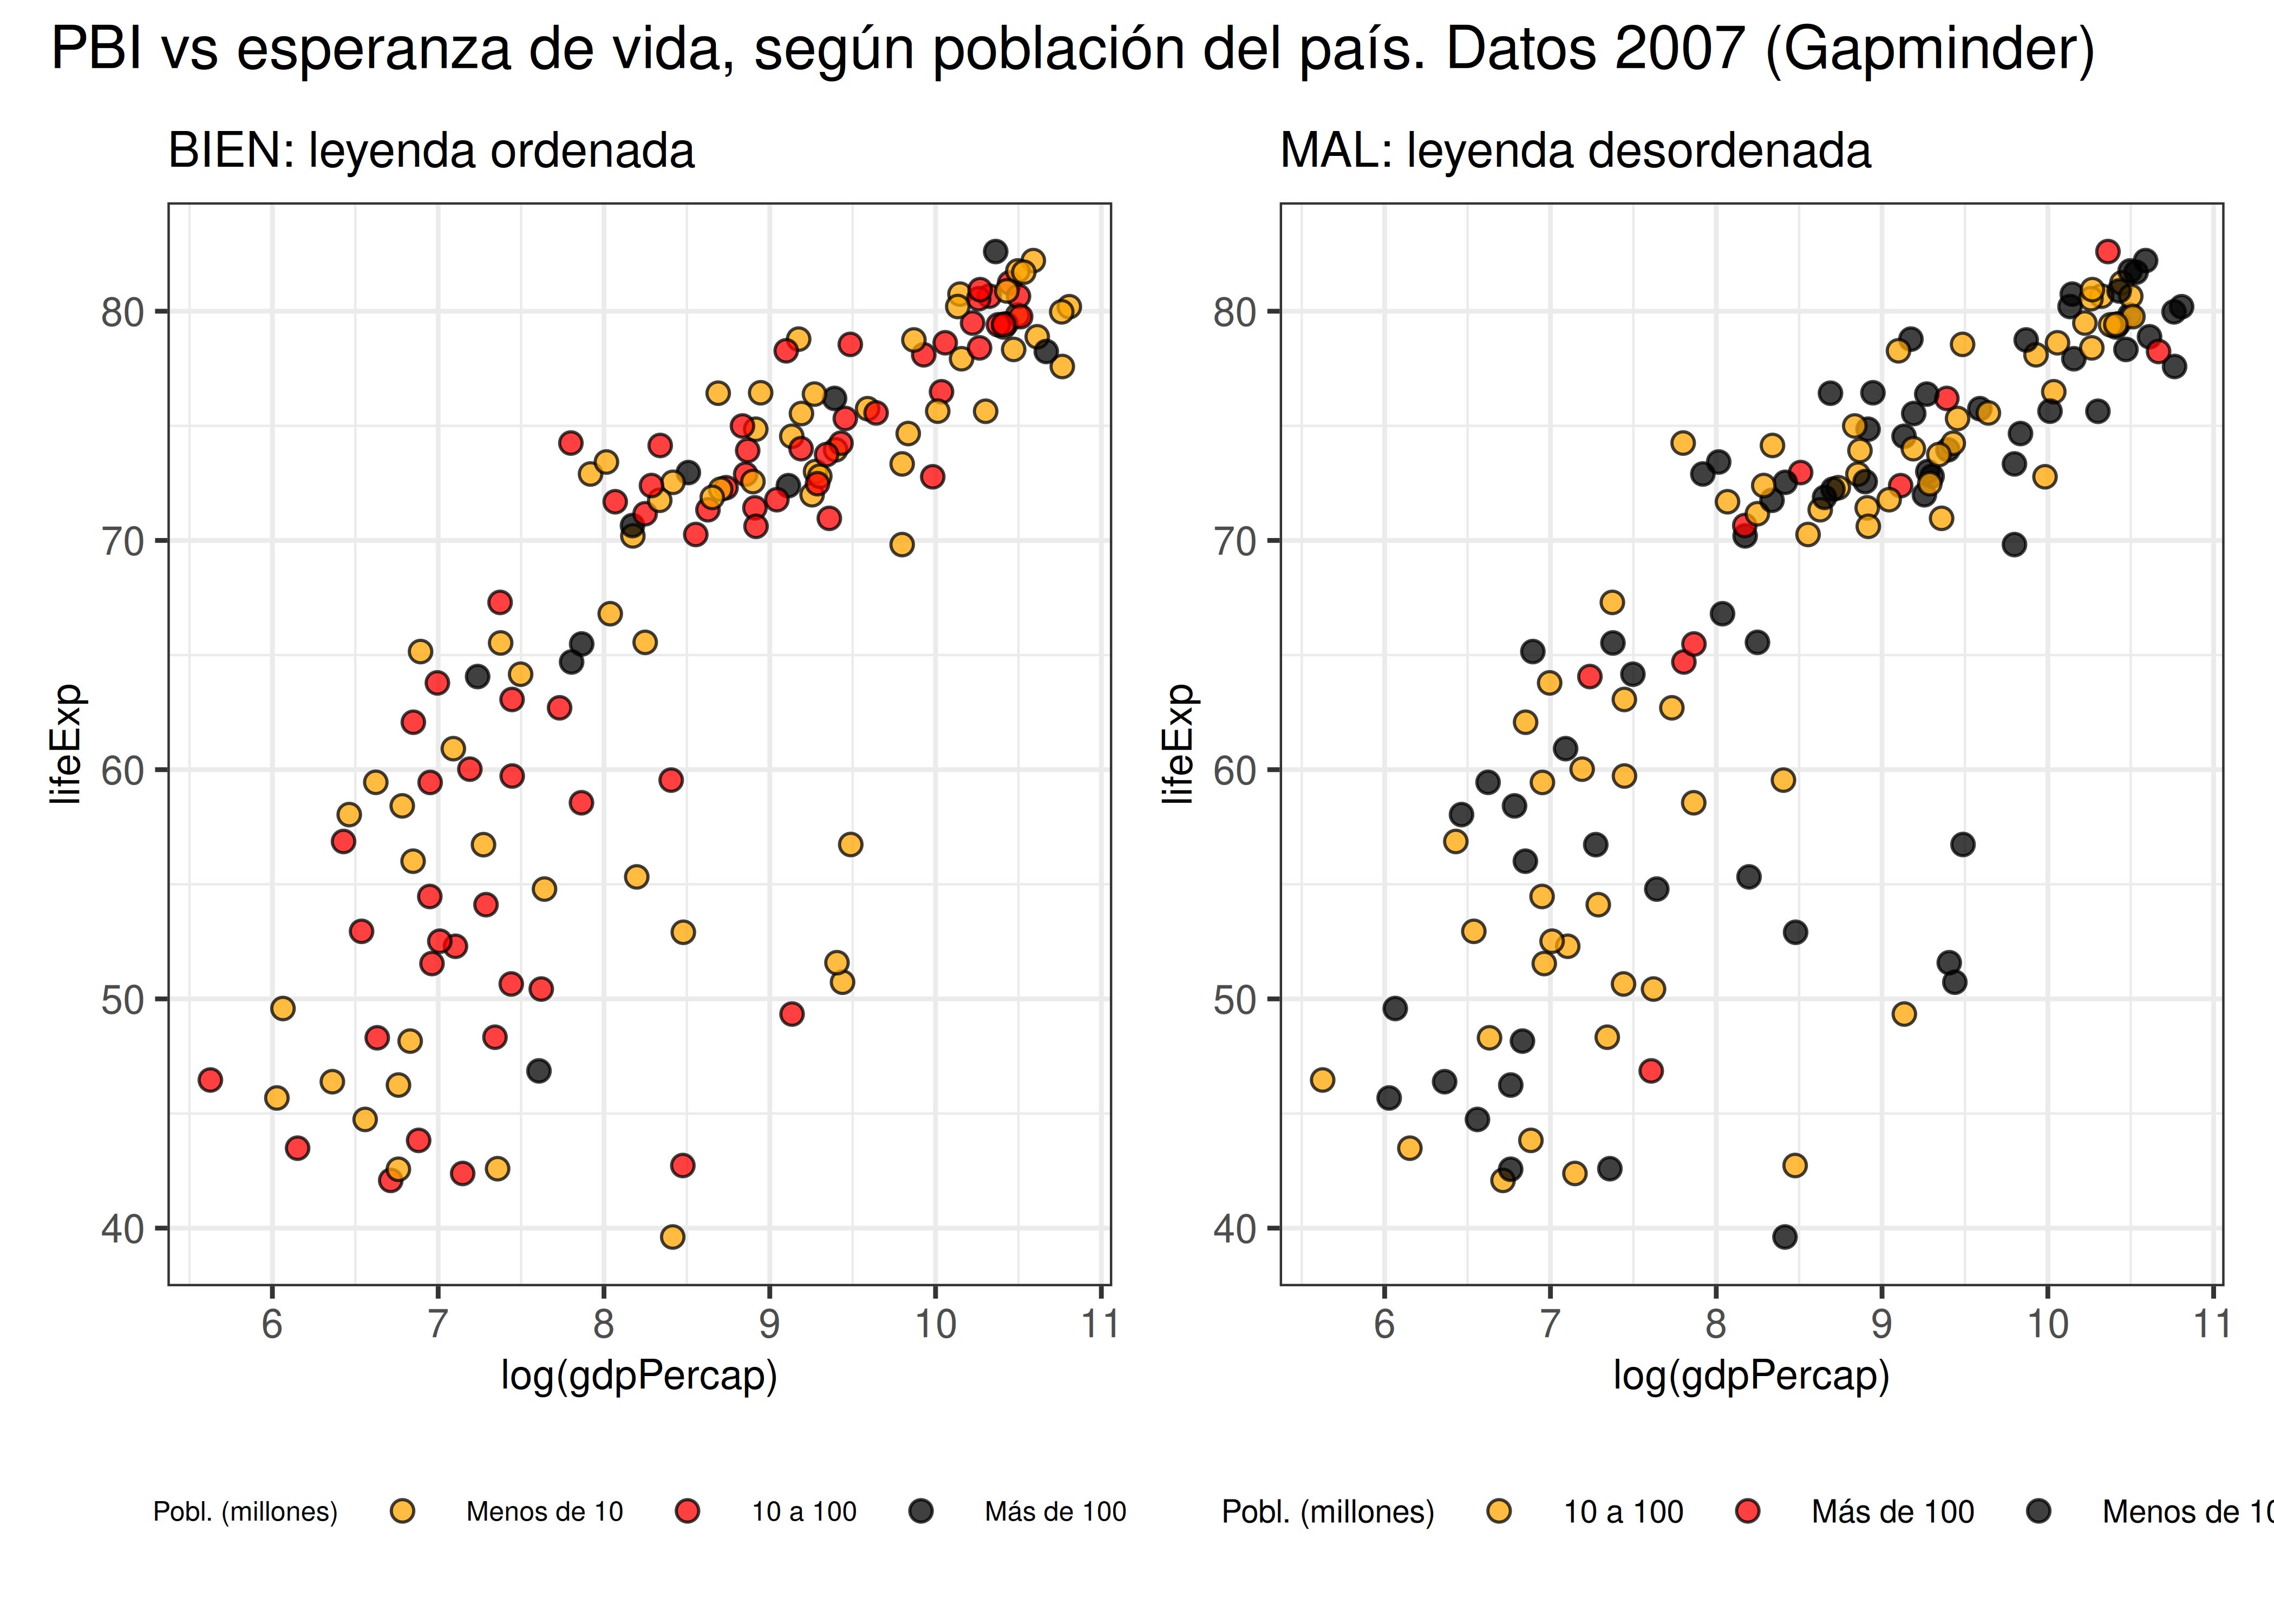 PBI vs esperanza de vida, según población del país. Datos 2007 (Gapminder)
BIEN: leyenda ordenada
lifeExp
80
70
60
50
40
6 7 8 9 10 11
log(gdpPercap)
Pobl. (millones) Menos de 10 10 a 100 Más de 100
MAL: leyenda desordenada
lifeExp
80
70
60
50
40
6 7 8 9 10 11
log(gdpPercap)
Pobl. (millones) 10 a 100 Más de 100 Menos de 10